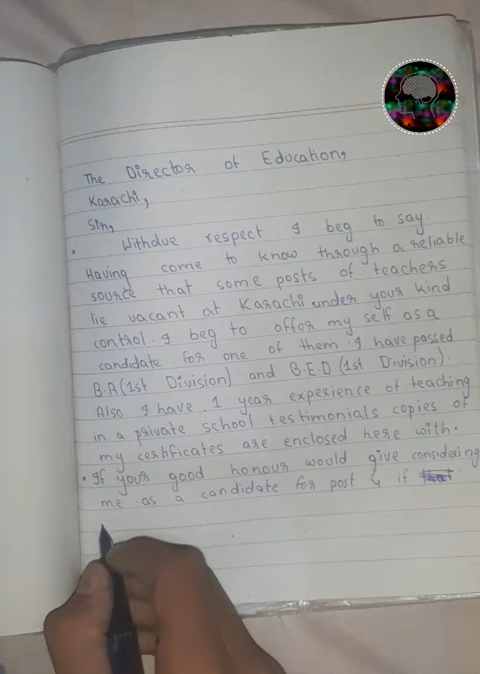 The Director of Education,
Karachi,
Sir,
Withdue respect I beg to say.
Having come to know through a reliable
source that some posts of teachers
lie vacant at Karachi under your kind
control. I beg to offer my self as a
candidate for one of them. I have passed
B.A (1st Division) and B.E.D (1st Division).
Also I have 1 year experience of teaching
in a private school testimonials copies of
my certificates are enclosed here with.
• If your good honour would give considering
me as a candidate for post & if